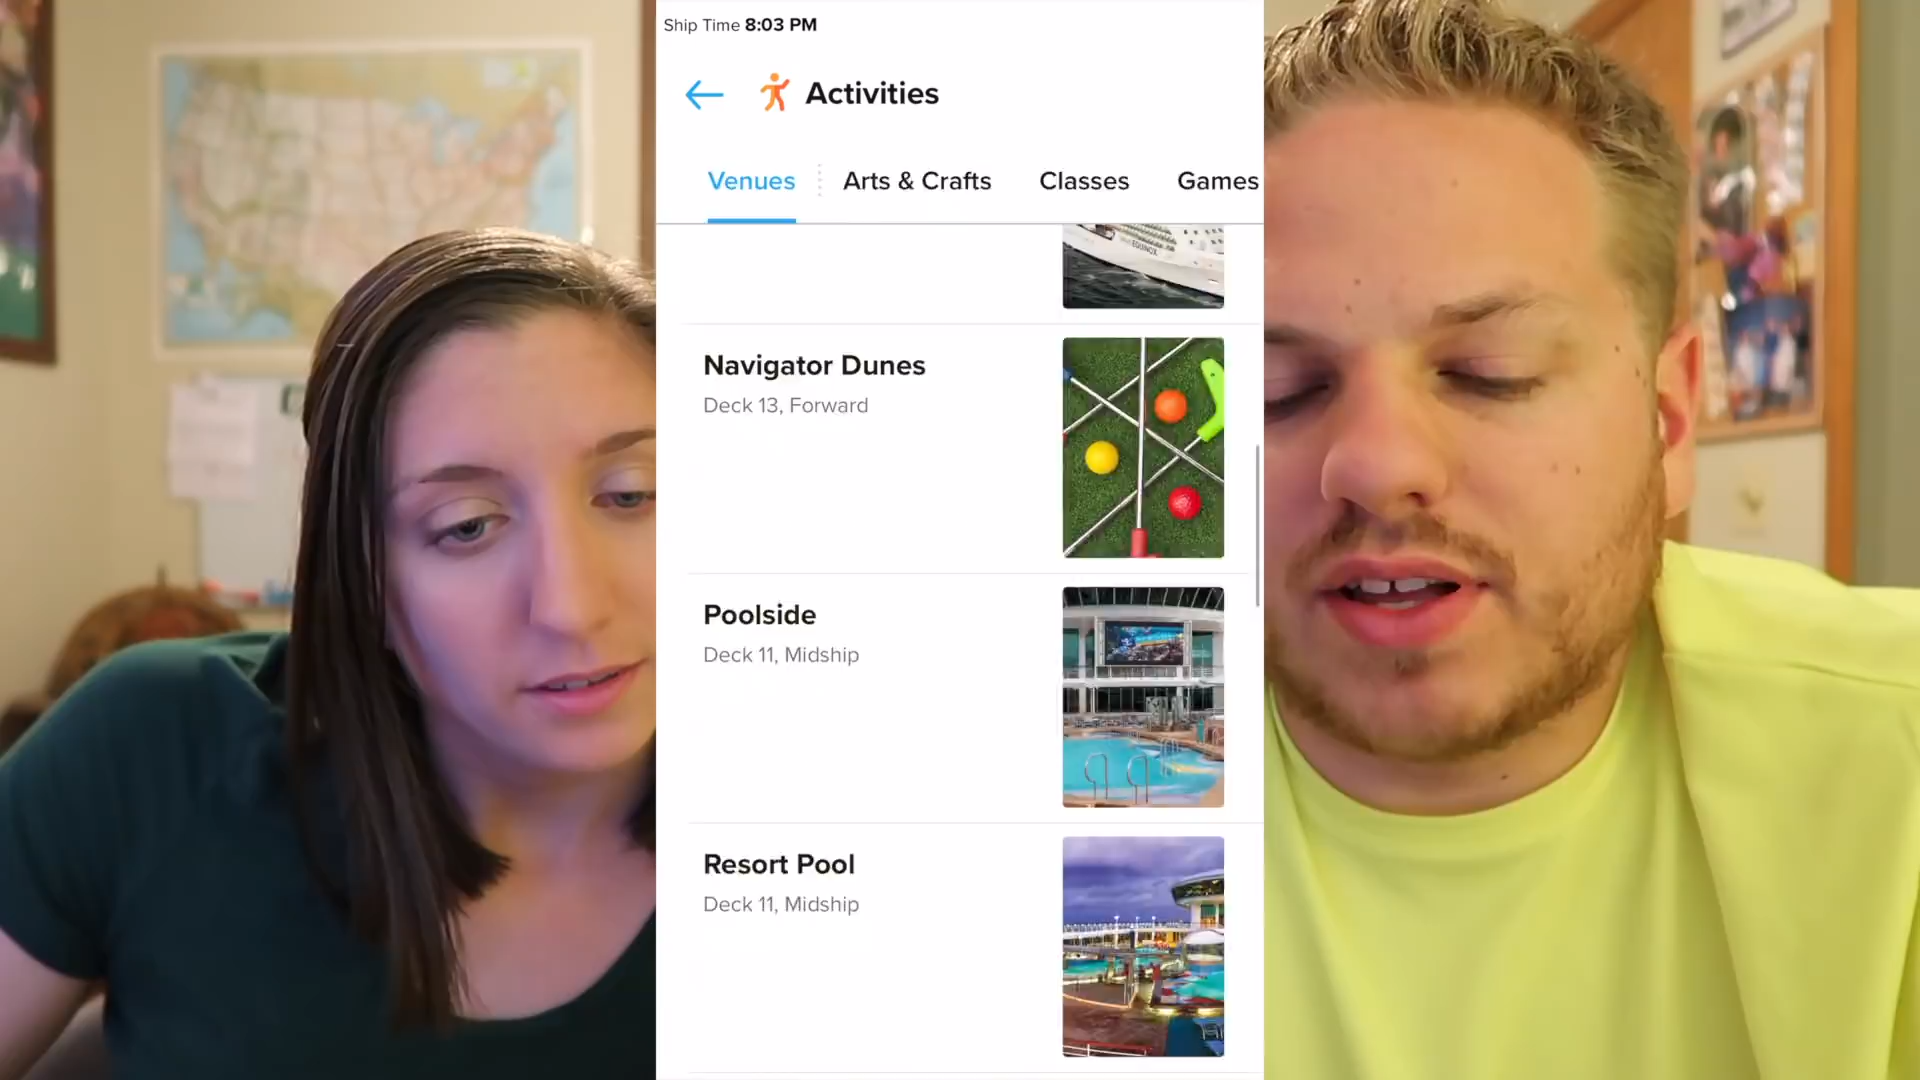 Ship Time 8:03 PM
Activities
Venues
Arts & Crafts
Classes
Games
EQUINOX
Navigator Dunes
Deck 13, Forward
Poolside
Deck 11, Midship
Resort Pool
Deck 11, Midship